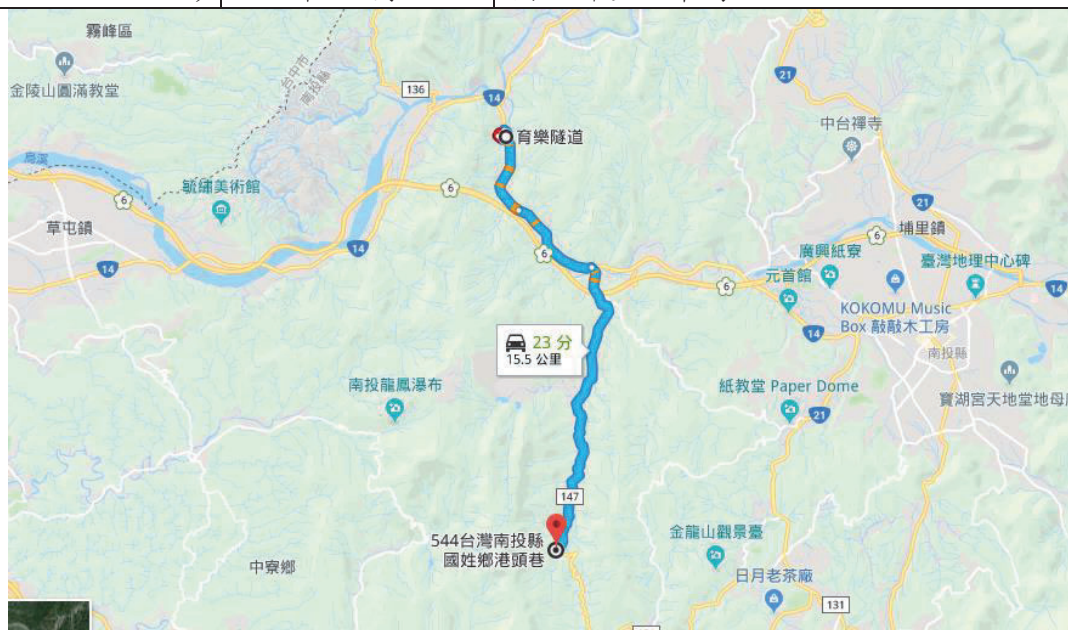 霧峰區
金陵山圓滿教堂
台中市
南投縣
136
14
21
中台禪寺
育樂隧道
烏溪
毓繡美術館
6
6
21
草屯鎮
14
14
6
6
6
埔里鎮
廣興紙寮
元首館
臺灣地理中心碑
14
KOKOMU Music
Box 敲敲木工房
14
南投縣
23 分
15.5 公里
南投龍鳳瀑布
紙教堂 Paper Dome
21
寶湖宮天地堂地母
147
544台灣南投縣
國姓鄉港頭巷
中寮鄉
金龍山觀景臺
日月老茶廠
131